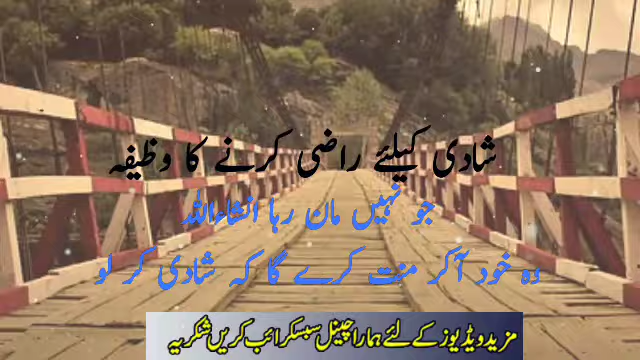 شادی کیلئے راضی کرنے کا وظیفہ
جو نہیں مان رہا انشاءاللہ
وہ خود آکر منت کرے گا کہ شادی کر لو
مزید ویڈیوز کے لئے ہمارا چینل سبسکرائب کریں شکریہ